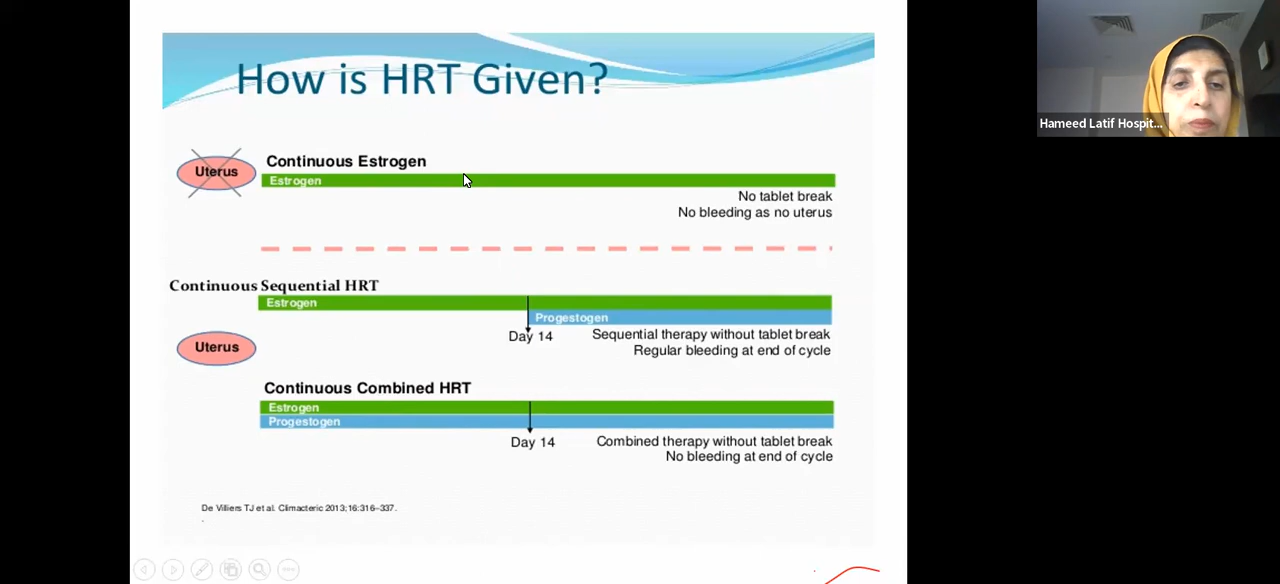 How is HRT Given?
Hameed Latif Hospit...
Uterus
Continuous Estrogen
Estrogen
No tablet break
No bleeding as no uterus
Continuous Sequential HRT
Estrogen
Progestogen
Day 14
Sequential therapy without tablet break
Regular bleeding at end of cycle
Uterus
Continuous Combined HRT
Estrogen
Progestogen
Day 14
Combined therapy without tablet break
No bleeding at end of cycle
De Villiers TJ et al. Climacteric 2013;16:316–337.